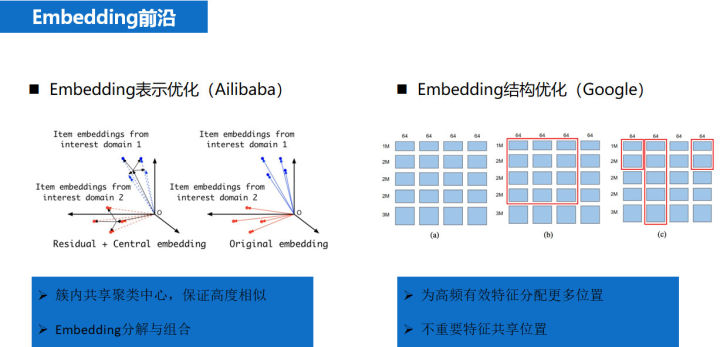 Embedding前沿
■ Embedding表示优化（Ailibaba）
Item embeddings from
interest domain 1
Item embeddings from
interest domain 2
O
Residual + Central embedding
Item embeddings from
interest domain 1
Item embeddings from
interest domain 2
O
Original embedding
➢ 簇内共享聚类中心，保证高度相似
➢ Embedding分解与组合
■ Embedding结构优化（Google）
64 64 64 64
1M
2M
2M
2M
3M
(a)
64 64 64 64
1M
2M
2M
2M
3M
(b)
64 64 64 64
1M
2M
2M
2M
3M
(c)
➢ 为高频有效特征分配更多位置
➢ 不重要特征共享位置